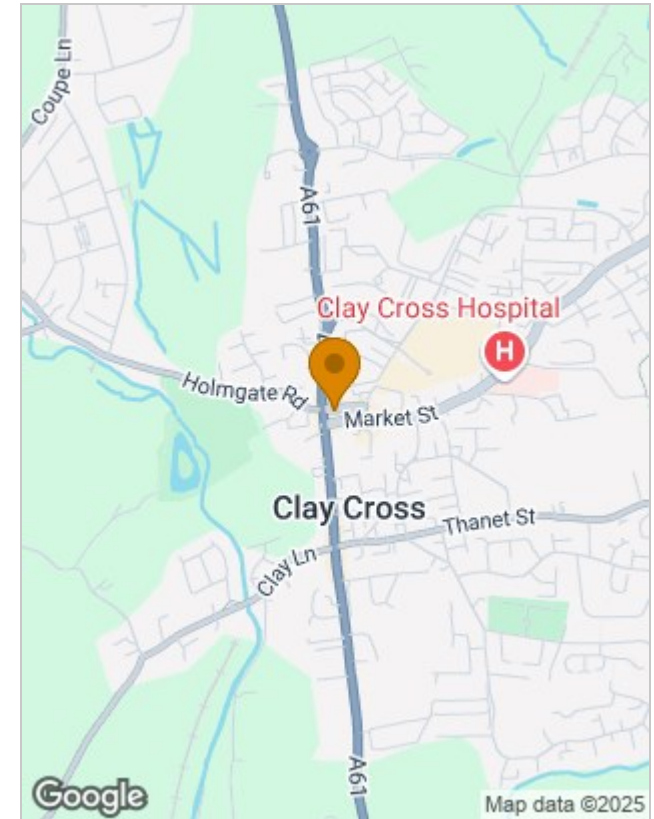 Coupe Ln
A61
Clay Cross Hospital
H
Holmgate Rd
Market St
Clay Cross
Thanet St
Clay Ln
A61
Google
Map data ©2025